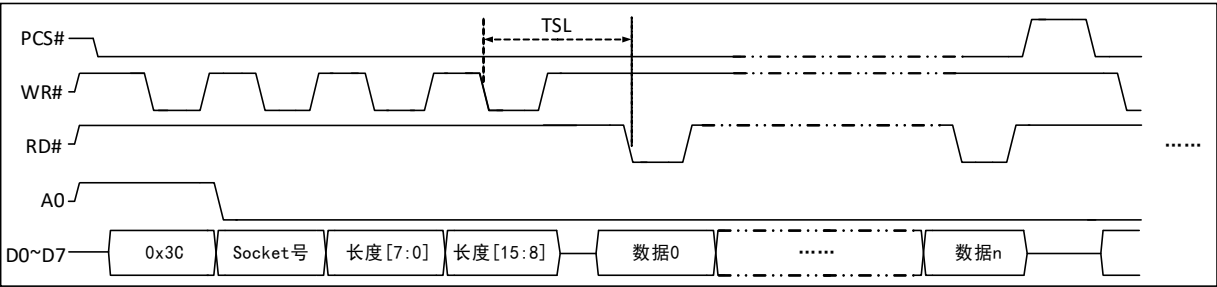 TSL
PCS#
WR#
RD#
……
A0
D0~D7 0x3C Socket号 长度[7:0] 长度[15:8] 数据0 …… 数据n